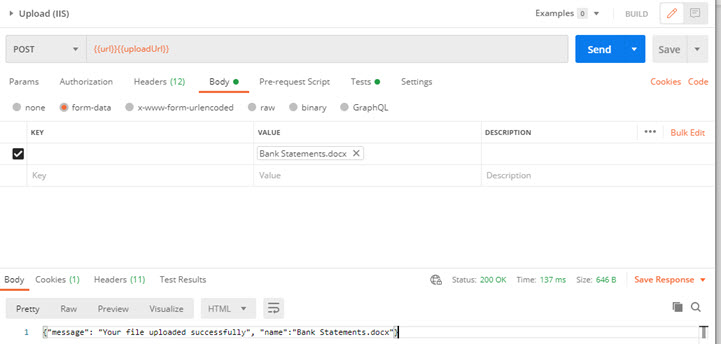 Upload (IIS) Examples 0 BUILD
POST {{url}}{{uploadUrl}} Send Save
Params Authorization Headers (12) Body Pre-request Script Tests Settings Cookies Code
none form-data x-www-form-urlencoded raw binary GraphQL
KEY VALUE DESCRIPTION ••• Bulk Edit
Bank Statements.docx ✕
Key Value Description
Body Cookies (1) Headers (11) Test Results Status: 200 OK Time: 137 ms Size: 646 B Save Response
Pretty Raw Preview Visualize HTML
1 {"message": "Your file uploaded successfully", "name":"Bank Statements.docx"}